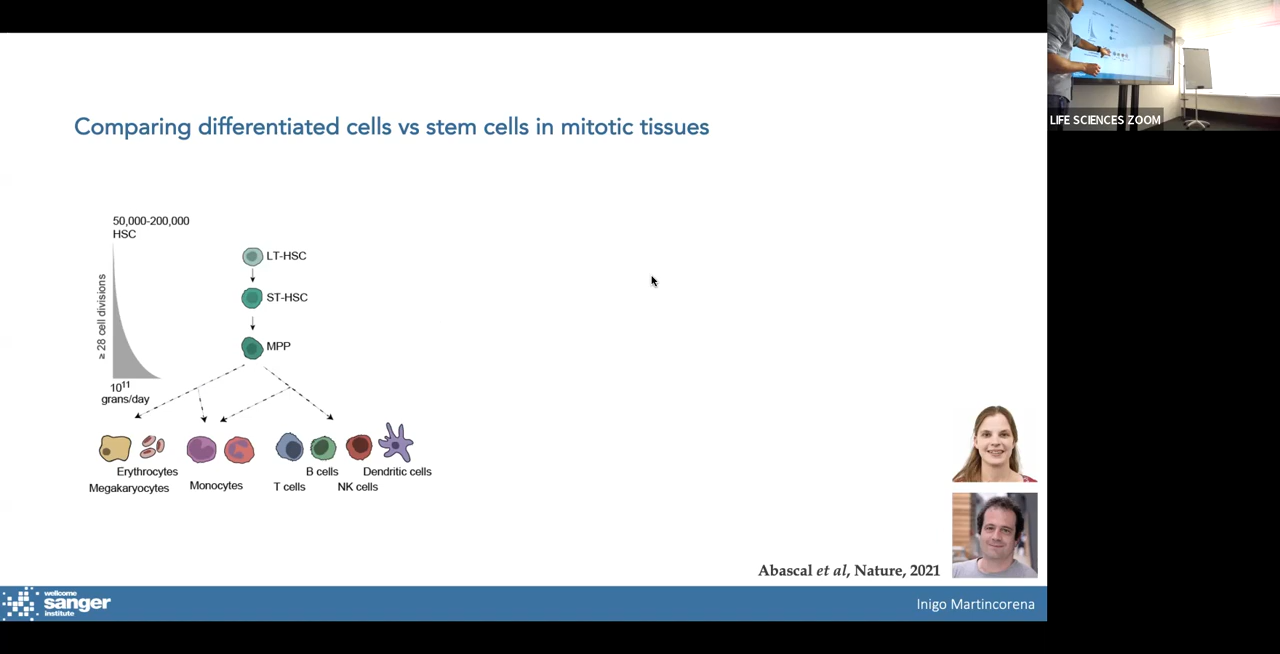 Comparing differentiated cells vs stem cells in mitotic tissues
50,000-200,000
HSC
≥ 28 cell divisions
10¹¹
grans/day
LT-HSC
ST-HSC
MPP
Erythrocytes
Megakaryocytes
Monocytes
B cells
T cells
Dendritic cells
NK cells
Abascal et al, Nature, 2021
wellcome
sanger
institute
Inigo Martincorena
LIFE SCIENCES ZOOM